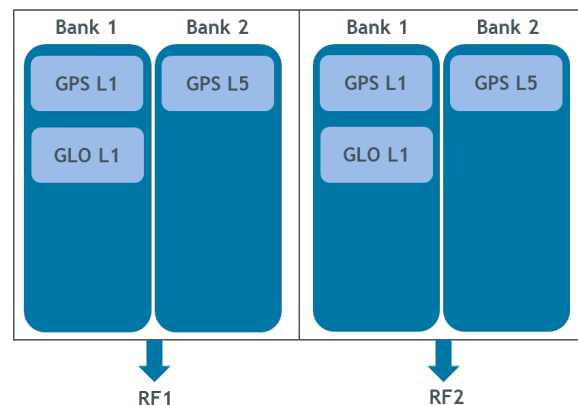 Bank 1 Bank 2 Bank 1 Bank 2
GPS L1 GPS L5 GPS L1 GPS L5
GLO L1 GLO L1
RF1 RF2